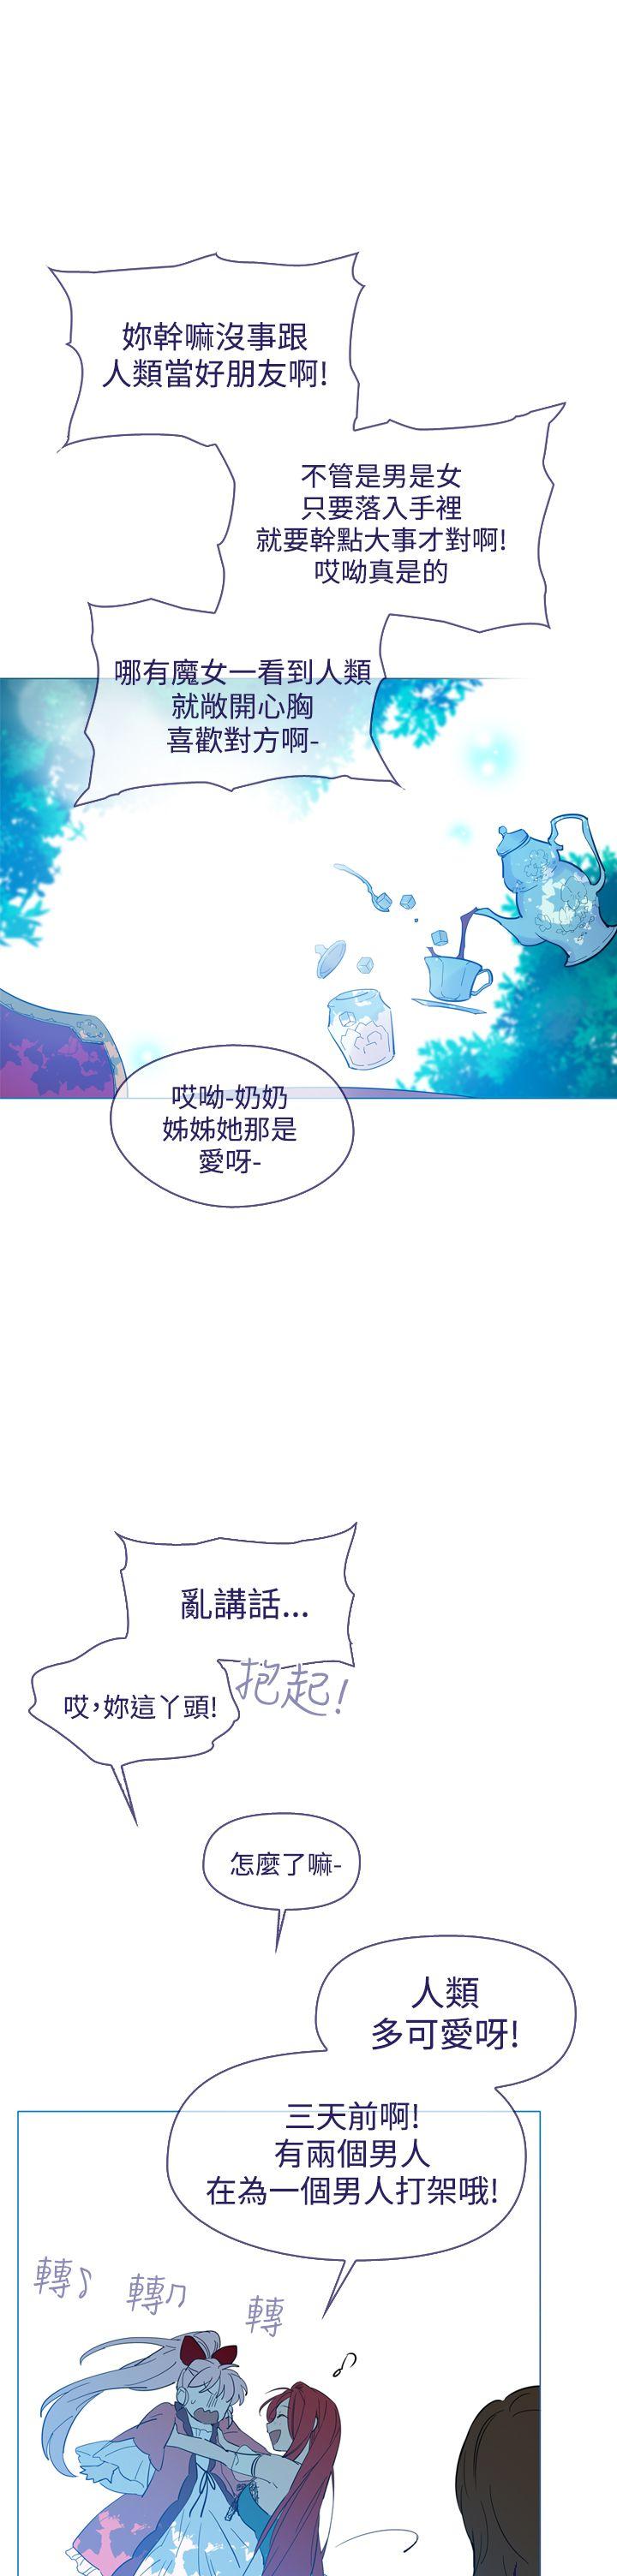 妳幹嘛沒事跟
人類當好朋友啊!
不管是男是女
只要落入手裡
就要幹點大事才對啊!
哎呦真是的
哪有魔女一看到人類
就敞開心胸
喜歡對方啊-
哎呦-奶奶
姊姊她那是
愛呀-
亂講話...
抱起!
哎,妳這丫頭!
怎麼了嘛-
人類
多可愛呀!
三天前啊!
有兩個男人
在為一個男人打架哦!
轉♪
轉♫
轉